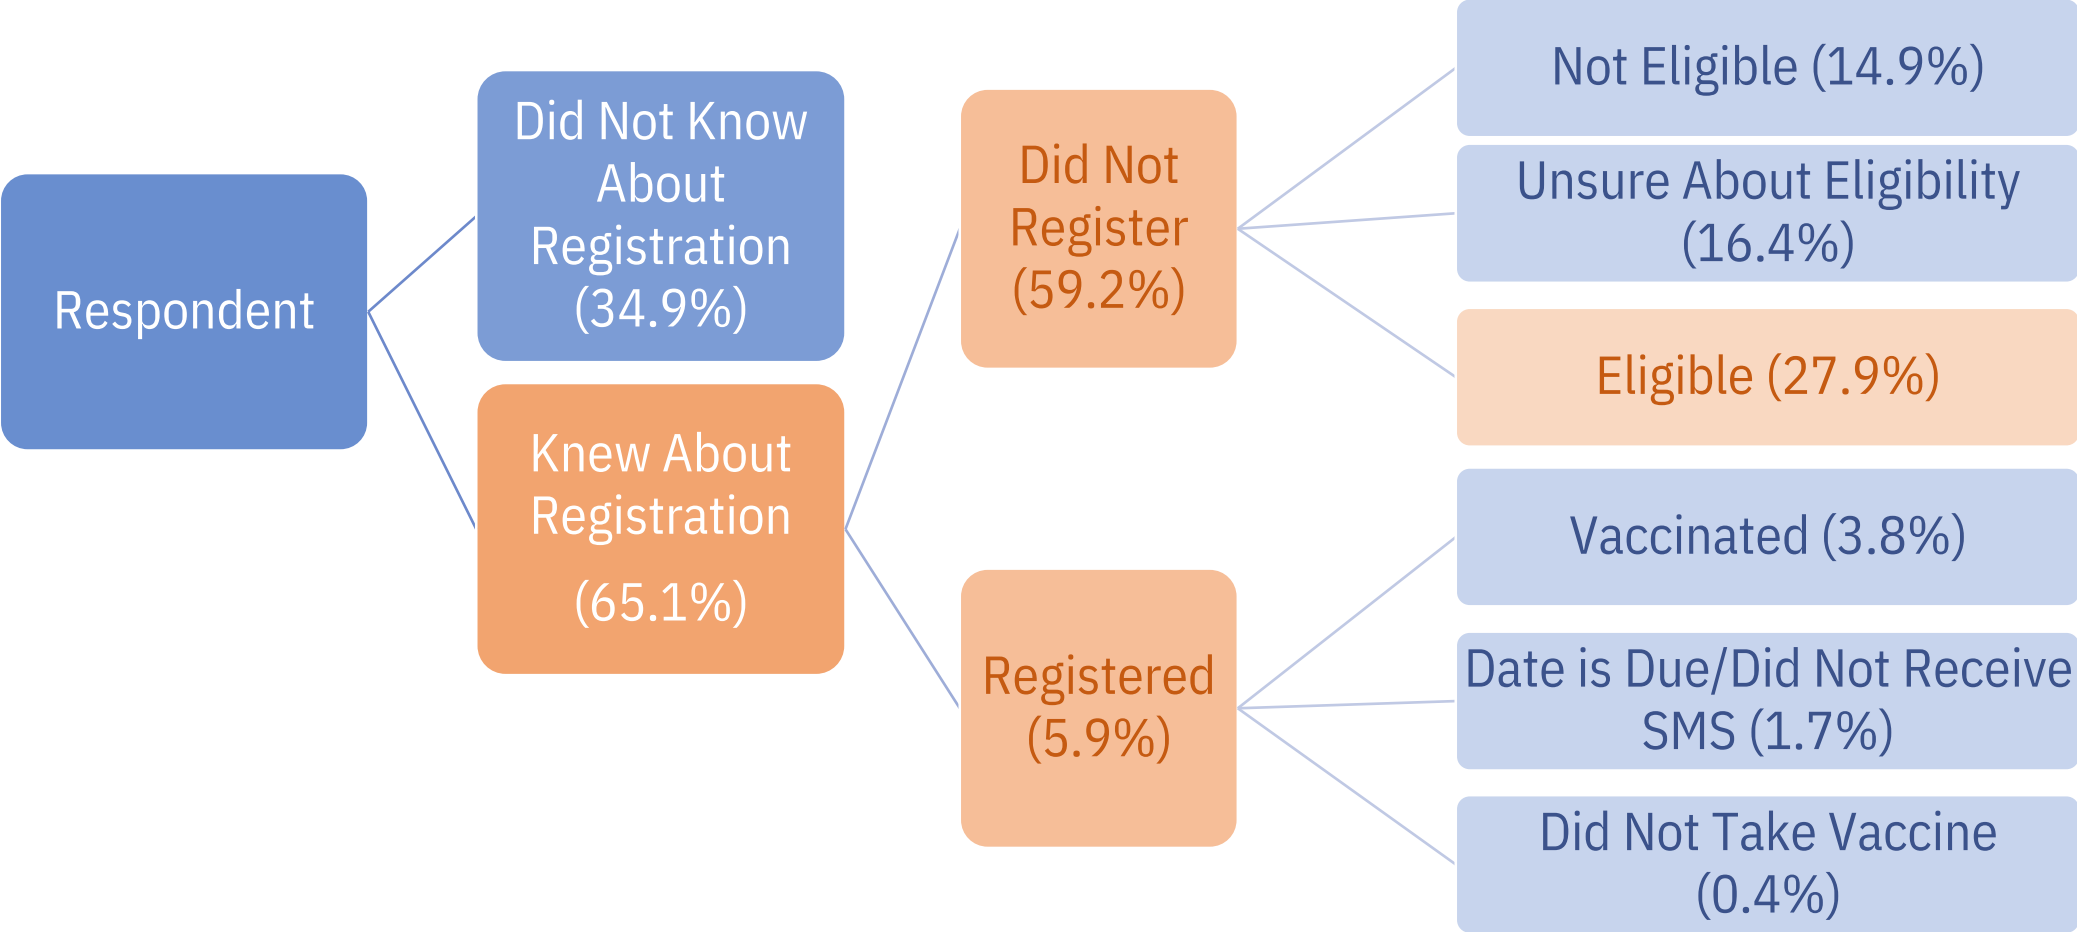 Respondent
Did Not Know
About
Registration
(34.9%)
Knew About
Registration
(65.1%)
Did Not
Register
(59.2%)
Registered
(5.9%)
Not Eligible (14.9%)
Unsure About Eligibility
(16.4%)
Eligible (27.9%)
Vaccinated (3.8%)
Date is Due/Did Not Receive
SMS (1.7%)
Did Not Take Vaccine
(0.4%)